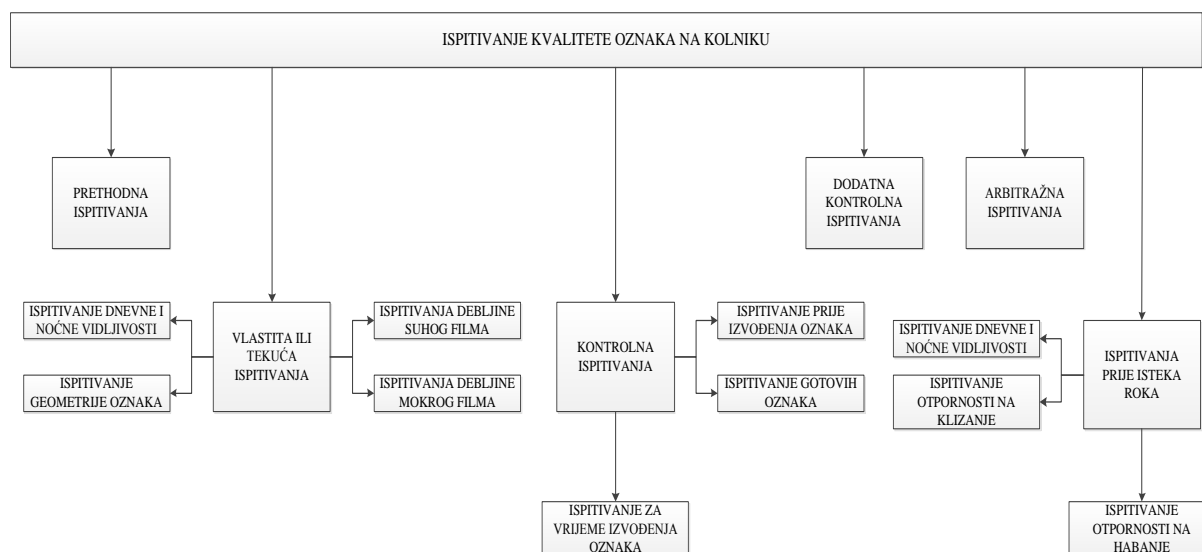 ISPITIVANJE KVALITETE OZNAKA NA KOLNIKU
PRETHODNA
ISPITIVANJA
DODATNA
KONTROLNA
ISPITIVANJA
ARBITRAŽNA
ISPITIVANJA
ISPITIVANJE DNEVNE I
NOĆNE VIDLJIVOSTI
ISPITIVANJE
GEOMETRIJE OZNAKA
VLASTITA ILI
TEKUĆA
ISPITIVANJA
ISPITIVANJA DEBLJINE
SUHOG FILMA
ISPITIVANJA DEBLJINE
MOKROG FILMA
KONTROLNA
ISPITIVANJA
ISPITIVANJE PRIJE
IZVOĐENJA OZNAKA
ISPITIVANJE GOTOVIH
OZNAKA
ISPITIVANJE DNEVNE I
NOĆNE VIDLJIVOSTI
ISPITIVANJE
OTPORNOSTI NA
KLIZANJE
ISPITIVANJA
PRIJE ISTEKA
ROKA
ISPITIVANJE ZA
VRIJEME IZVOĐENJA
OZNAKA
ISPITIVANJE
OTPORNOSTI NA
HABANJE